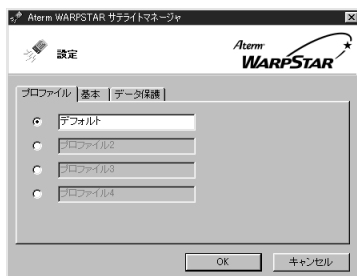 Aterm WARPSTAR サテライトマネージャ
設定
Aterm
WARPSTAR
プロファイル 基本 データ保護
デフォルト
プロファイル2
プロファイル3
プロファイル4
OK キャンセル